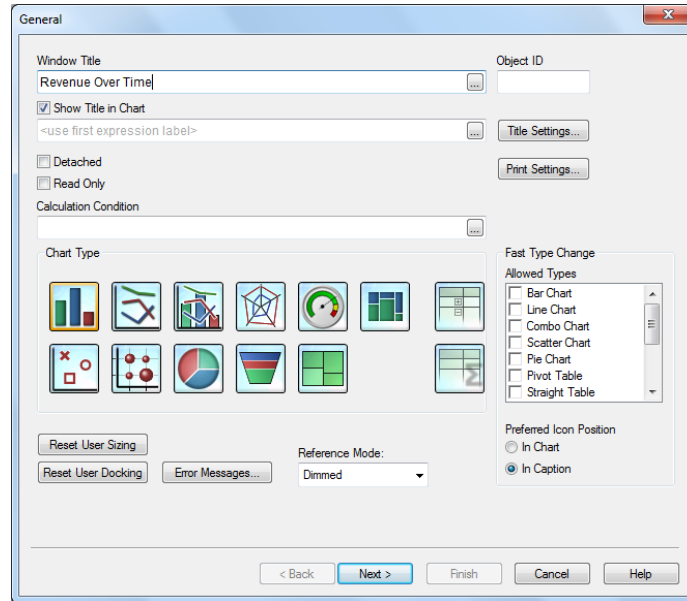 General
Window Title
Object ID
Revenue Over Time
...
Show Title in Chart
<use first expression label>
...
Title Settings...
Detached
Print Settings...
Read Only
Calculation Condition
...
Chart Type
Fast Type Change
Allowed Types
Bar Chart
Line Chart
Combo Chart
Scatter Chart
Pie Chart
Pivot Table
Straight Table
Preferred Icon Position
In Chart
In Caption
Reset User Sizing
Reference Mode:
Reset User Docking
Error Messages...
Dimmed
< Back
Next >
Finish
Cancel
Help